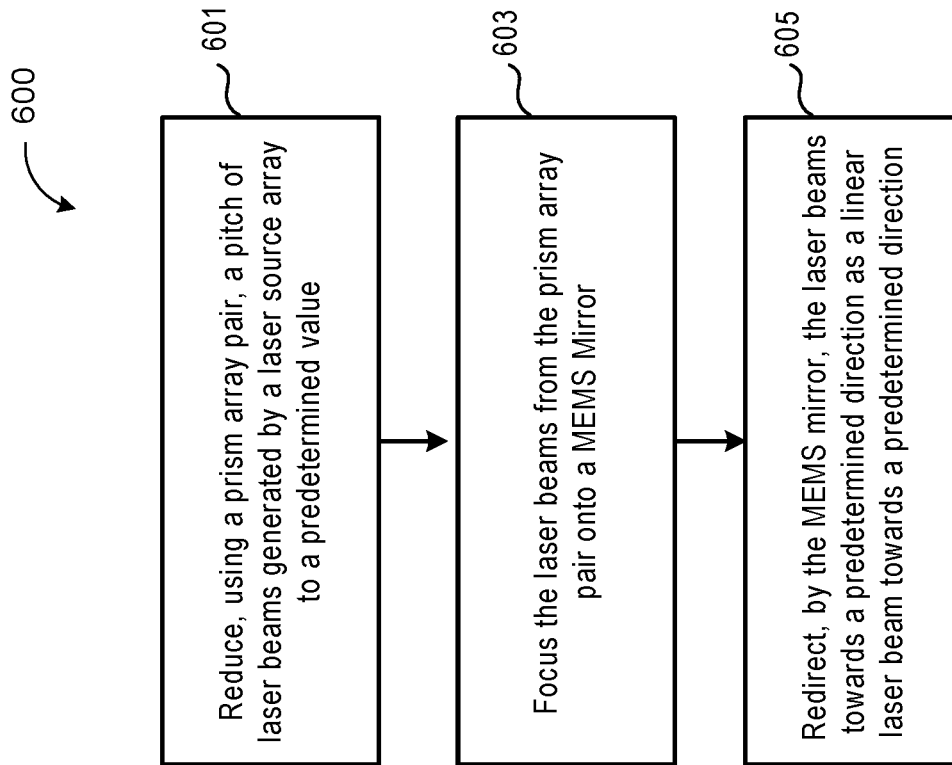 600
601
Reduce, using a prism array pair, a pitch of
laser beams generated by a laser source array
to a predetermined value
603
Focus the laser beams from the prism array
pair onto a MEMS Mirror
605
Redirect, by the MEMS mirror, the laser beams
towards a predetermined direction as a linear
laser beam towards a predetermined direction